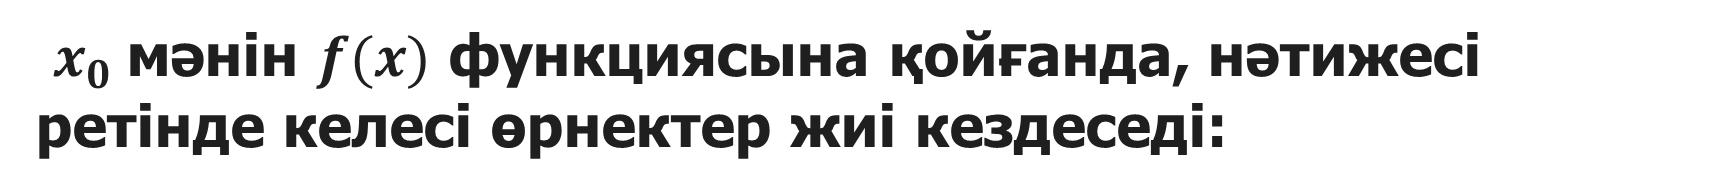 x₀ мәнін f(x) функциясына қойғанда, нәтижесі
ретінде келесі өрнектер жиі кездеседі: